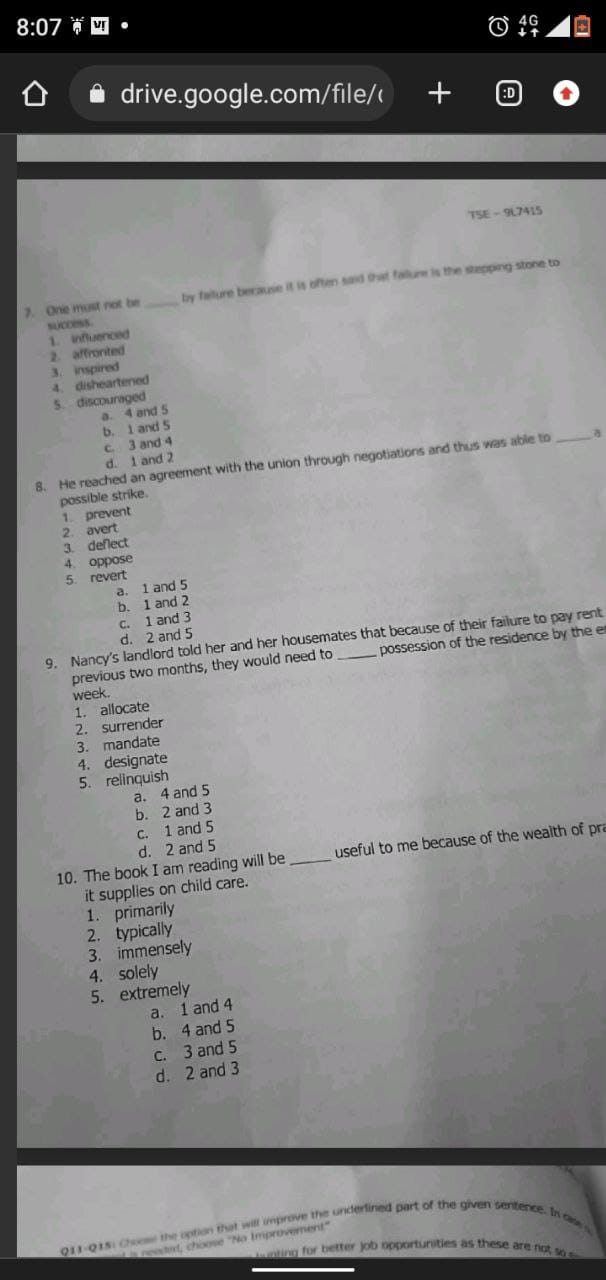 8:07
4G
drive.google.com/file/
:D
TSE - 9L7415
7. One must not be _____ by failure because it is often said that failure is the stepping stone to
success.
1. influenced
2. affronted
3. inspired
4. disheartened
5. discouraged
a. 4 and 5
b. 1 and 5
c. 3 and 4
d. 1 and 2
8. He reached an agreement with the union through negotiations and thus was able to _____ a
possible strike.
1. prevent
2. avert
3. deflect
4. oppose
5. revert
a. 1 and 5
b. 1 and 2
c. 1 and 3
d. 2 and 5
9. Nancy's landlord told her and her housemates that because of their failure to pay rent
previous two months, they would need to _____ possession of the residence by the
week.
1. allocate
2. surrender
3. mandate
4. designate
5. relinquish
a. 4 and 5
b. 2 and 3
c. 1 and 5
d. 2 and 5
10. The book I am reading will be _____ useful to me because of the wealth of
it supplies on child care.
1. primarily
2. typically
3. immensely
4. solely
5. extremely
a. 1 and 4
b. 4 and 5
c. 3 and 5
d. 2 and 3
Q11-Q15: Choose the option that will improve the underlined part of the given sentence. In case
is needed, choose "No Improvement"
hunting for better job opportunities as these are not so